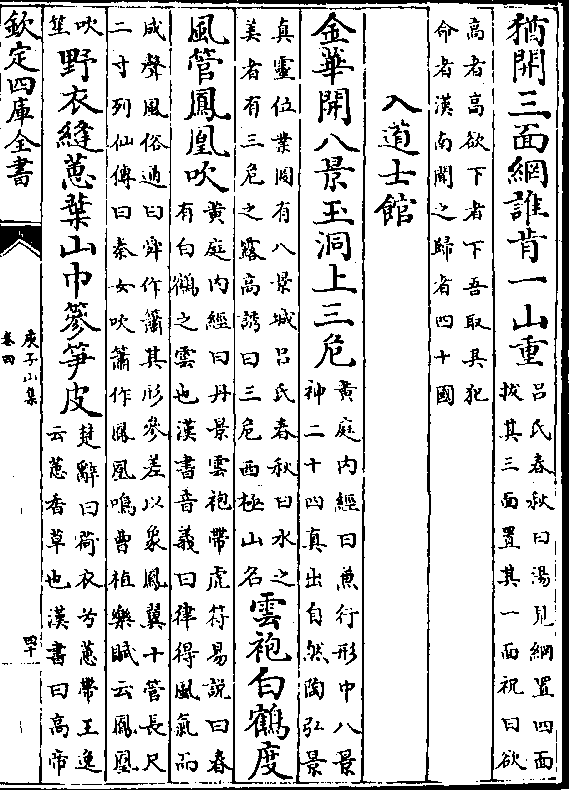 猶開三面網誰肯一山重呂氏春秋曰湯見網置四面拔其三面置其一面祝曰欲
高者高欲下者下吾取其犯命者漢南聞之歸者四十國
入道士館
金華開八景玉洞上三危黄庭内經曰兼行形中八景神二十四真出自然陶弘景
真靈位業圖有八景城吕氏春秋曰水之美者有三危之露高誘曰三危西極山名雲袍白鶴度
風管鳳凰吹黄庭内經曰丹景雲袍帶虎符易説曰春有白鶴之雲也漢書音義曰律得風氣而
成聲風俗通曰舜作簫其形參差以象鳳翼十管長尺二寸列仙傳曰秦女吹簫作鳳凰鳴曹植樂賦云鳳凰
吹笙野衣縫蕙葉山巾篸笋皮楚辭曰荷衣兮蕙帶王逸云蕙香草也漢書曰高帝
欽定四庫全書
庾子山集
卷四
四十